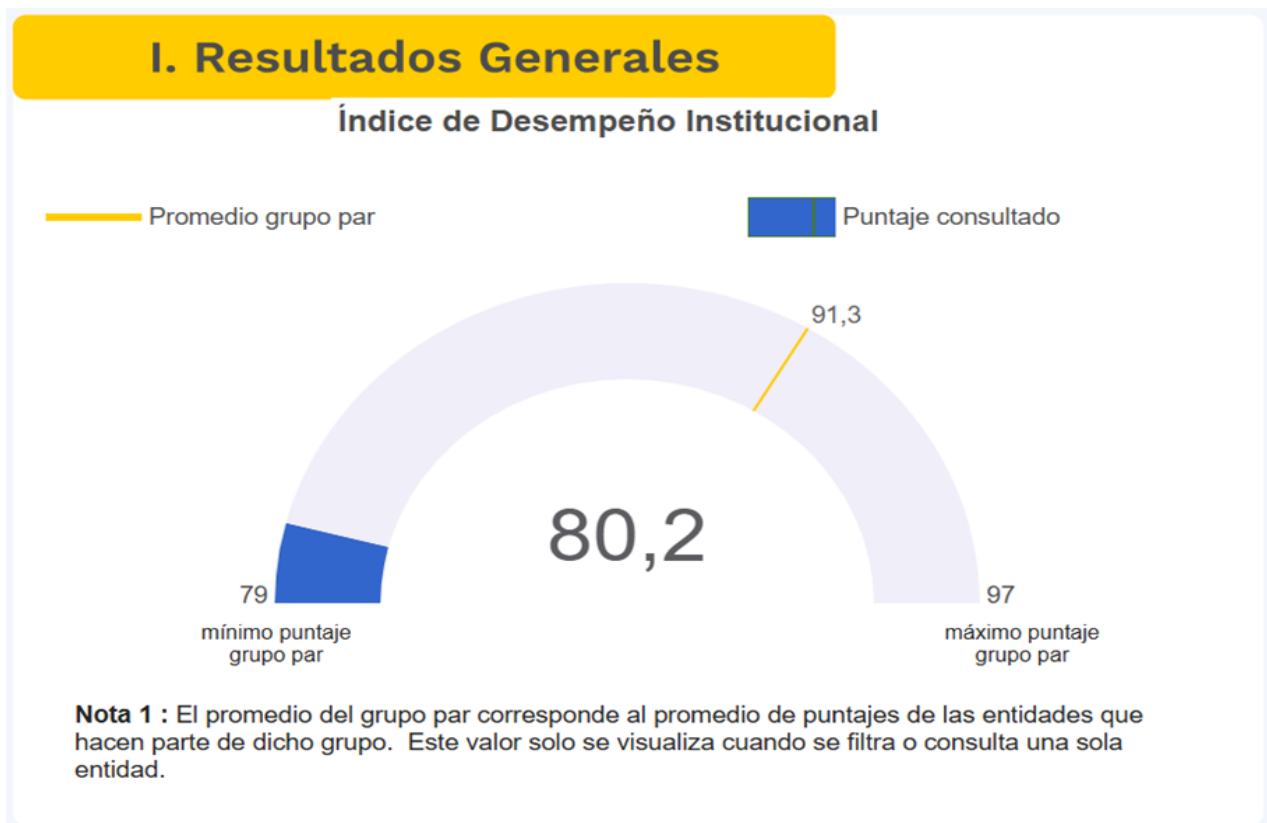 I. Resultados Generales
Índice de Desempeño Institucional
Promedio grupo par
Puntaje consultado
91,3
80,2
79
97
mínimo puntaje
grupo par
máximo puntaje
grupo par
Nota 1 : El promedio del grupo par corresponde al promedio de puntajes de las entidades que
hacen parte de dicho grupo. Este valor solo se visualiza cuando se filtra o consulta una sola
entidad.